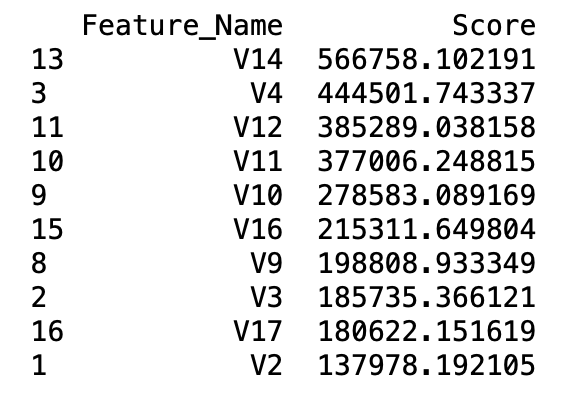 Feature_Name Score
13 V14 566758.102191
3 V4 444501.743337
11 V12 385289.038158
10 V11 377006.248815
9 V10 278583.089169
15 V16 215311.649804
8 V9 198808.933349
2 V3 185735.366121
16 V17 180622.151619
1 V2 137978.192105